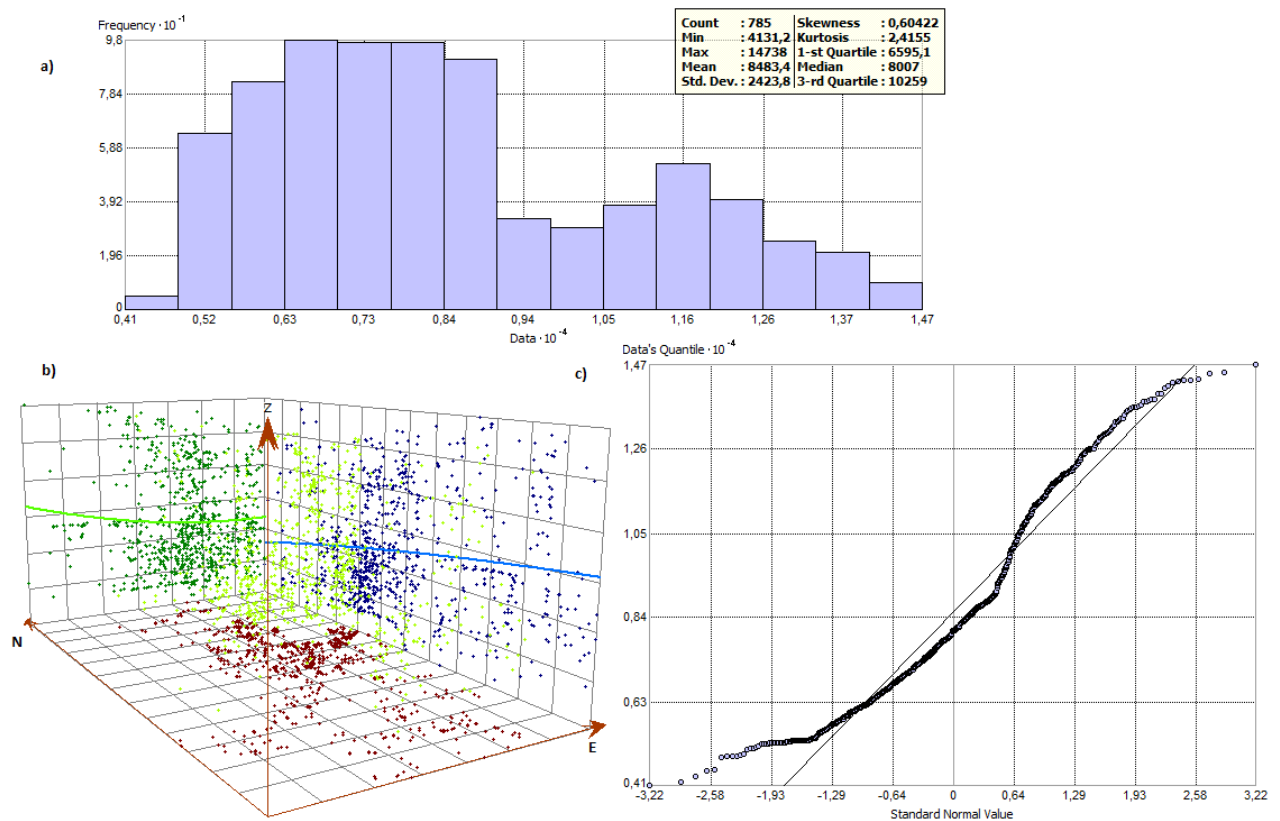 Frequency · 10⁻¹
a)
Count : 785 Skewness : 0,60422
Min : 4131,2 Kurtosis : 2,4155
Max : 14738 1-st Quartile : 6595,1
Mean : 8483,4 Median : 8007
Std. Dev. : 2423,8 3-rd Quartile : 10259
9,8
7,84
5,88
3,92
1,96
0
0,41 0,52 0,63 0,73 0,84 0,94 1,05 1,16 1,26 1,37 1,47
Data · 10⁻⁴
b)
Z
N
E
c)
Data's Quantile · 10⁻⁴
1,47
1,26
1,05
0,84
0,63
0,41
-3,22 -2,58 -1,93 -1,29 -0,64 0 0,64 1,29 1,93 2,58 3,22
Standard Normal Value